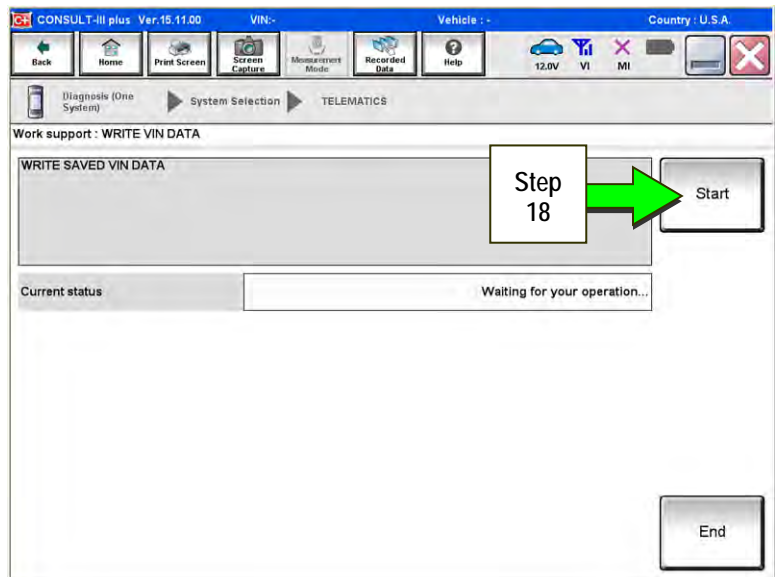 C+ CONSULT-III plus Ver.15.11.00 VIN:- Vehicle : - Country : U.S.A.
Back Home Print Screen Screen Capture Measurement Mode Recorded Data Help 12.0V VI MI
Diagnosis (One System) System Selection TELEMATICS
Work support : WRITE VIN DATA
WRITE SAVED VIN DATA
Step
18
Start
Current status Waiting for your operation...
End